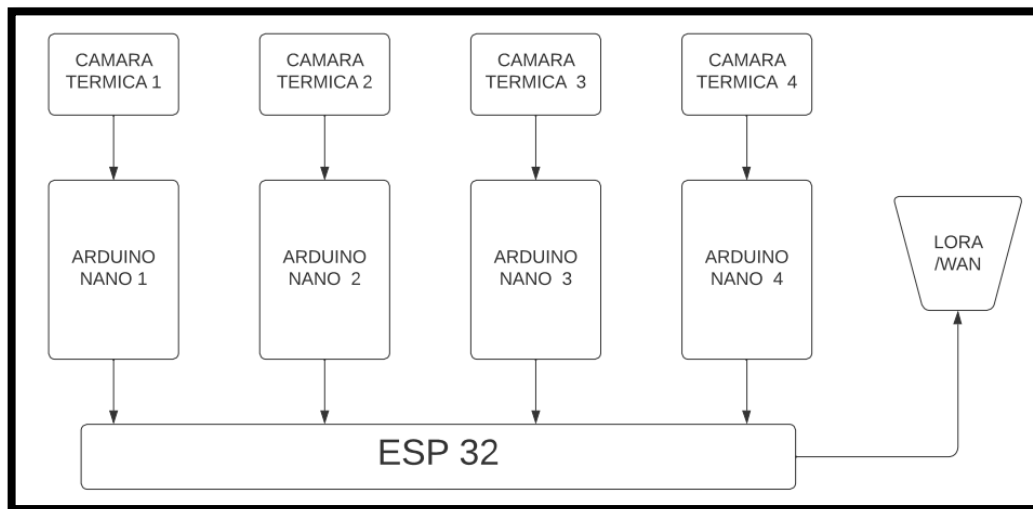 CAMARA
TERMICA 1
CAMARA
TERMICA 2
CAMARA
TERMICA  3
CAMARA
TERMICA  4
ARDUINO
NANO 1
ARDUINO
NANO  2
ARDUINO
NANO  3
ARDUINO
NANO  4
LORA
/WAN
ESP 32